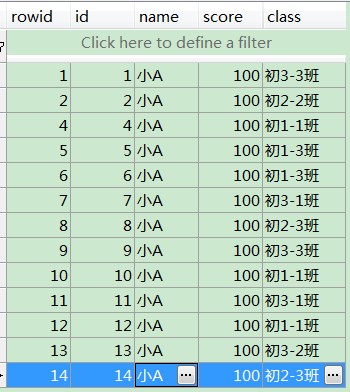 rowid id name score class
Click here to define a filter
1 1 小A 100 初3-3班
2 2 小A 100 初2-2班
4 4 小A 100 初1-1班
5 5 小A 100 初1-3班
6 6 小A 100 初1-3班
7 7 小A 100 初3-1班
8 8 小A 100 初2-3班
9 9 小A 100 初3-3班
10 10 小A 100 初1-1班
11 11 小A 100 初3-1班
12 12 小A 100 初1-1班
13 13 小A 100 初3-2班
14 14 小A ... 100 初2-3班 ...